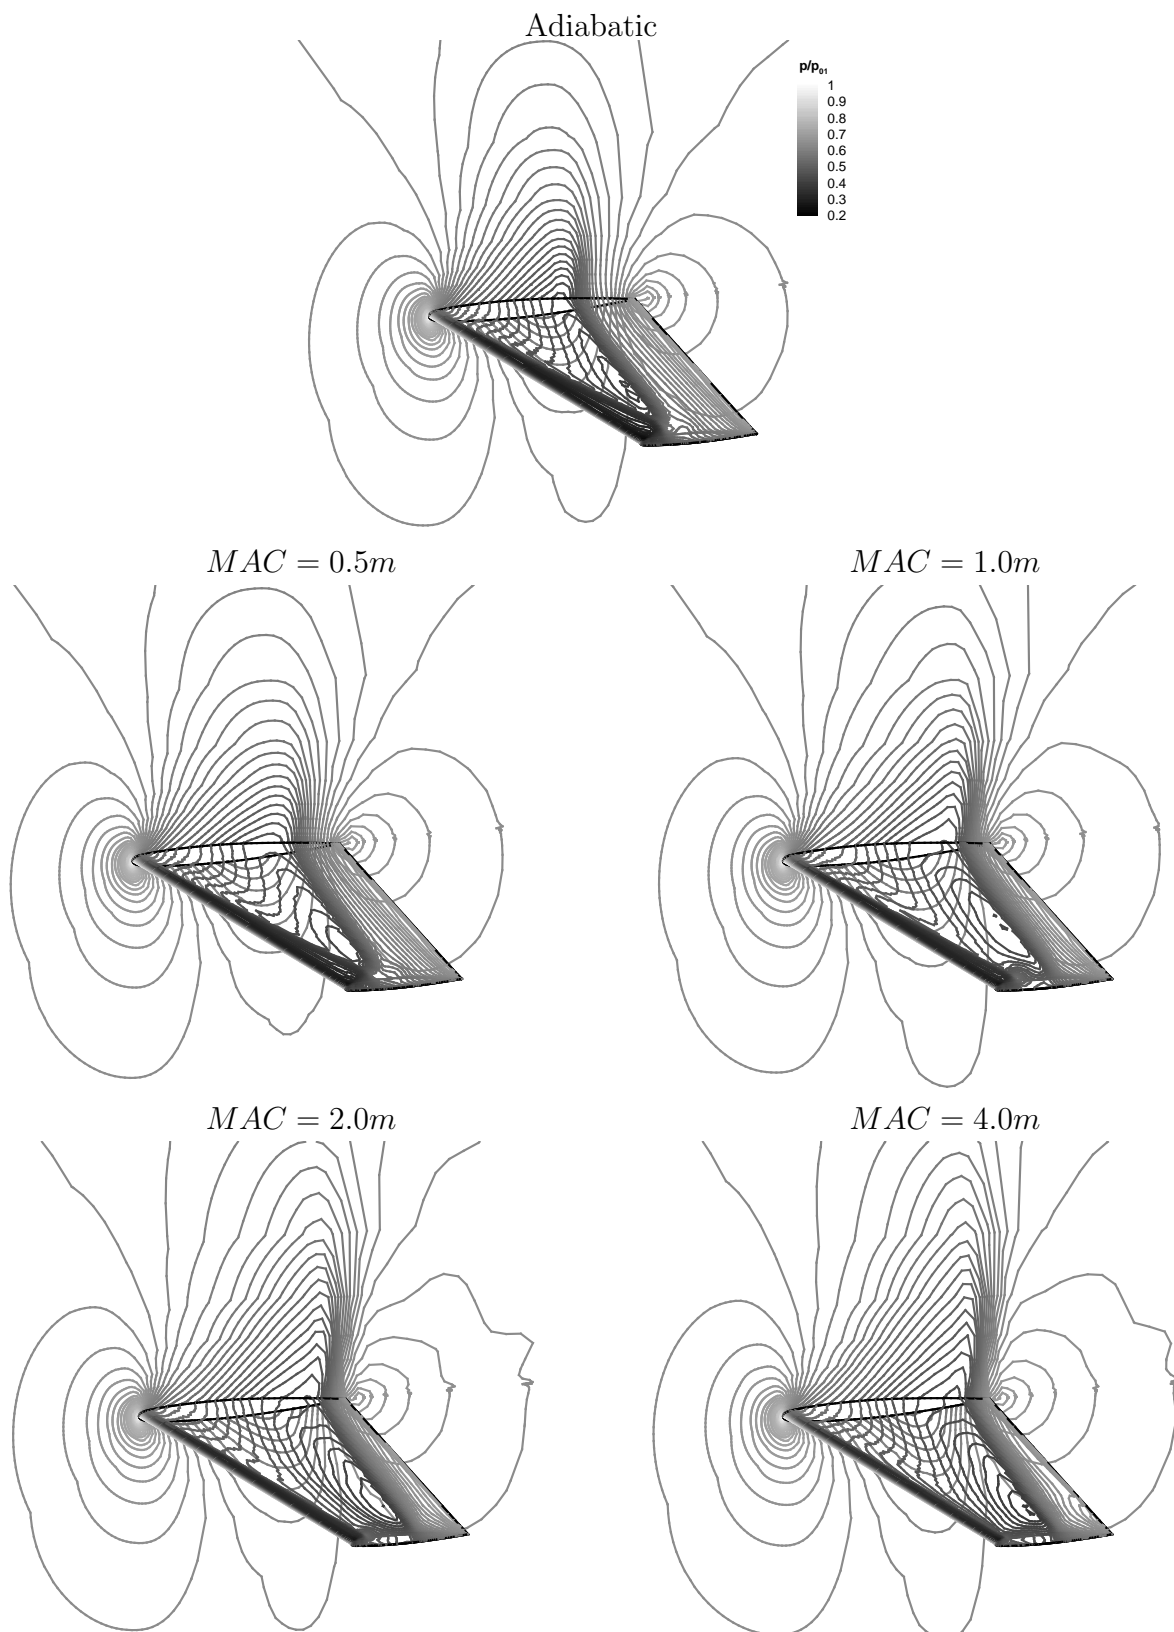 Adiabatic
p/p₀₁
1
0.9
0.8
0.7
0.6
0.5
0.4
0.3
0.2
MAC = 0.5m
MAC = 1.0m
MAC = 2.0m
MAC = 4.0m